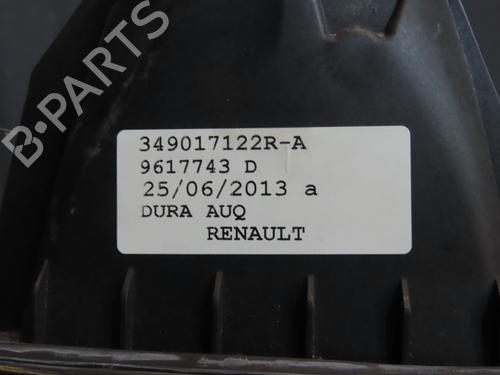 B-PARTS
349017122R-A
9617743 D
25/06/2013 a
DURA AUQ
RENAULT